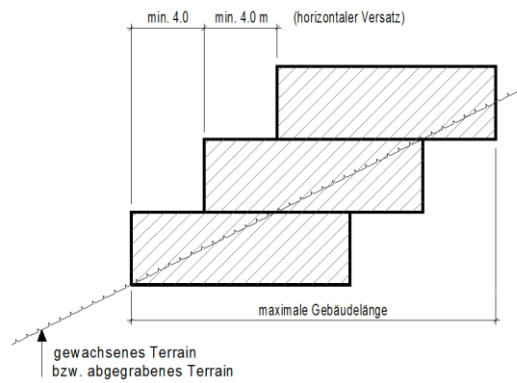 min. 4.0 min. 4.0 m (horizontaler Versatz)
maximale Gebäudelänge
gewachsenes Terrain
bzw. abgegrabenes Terrain